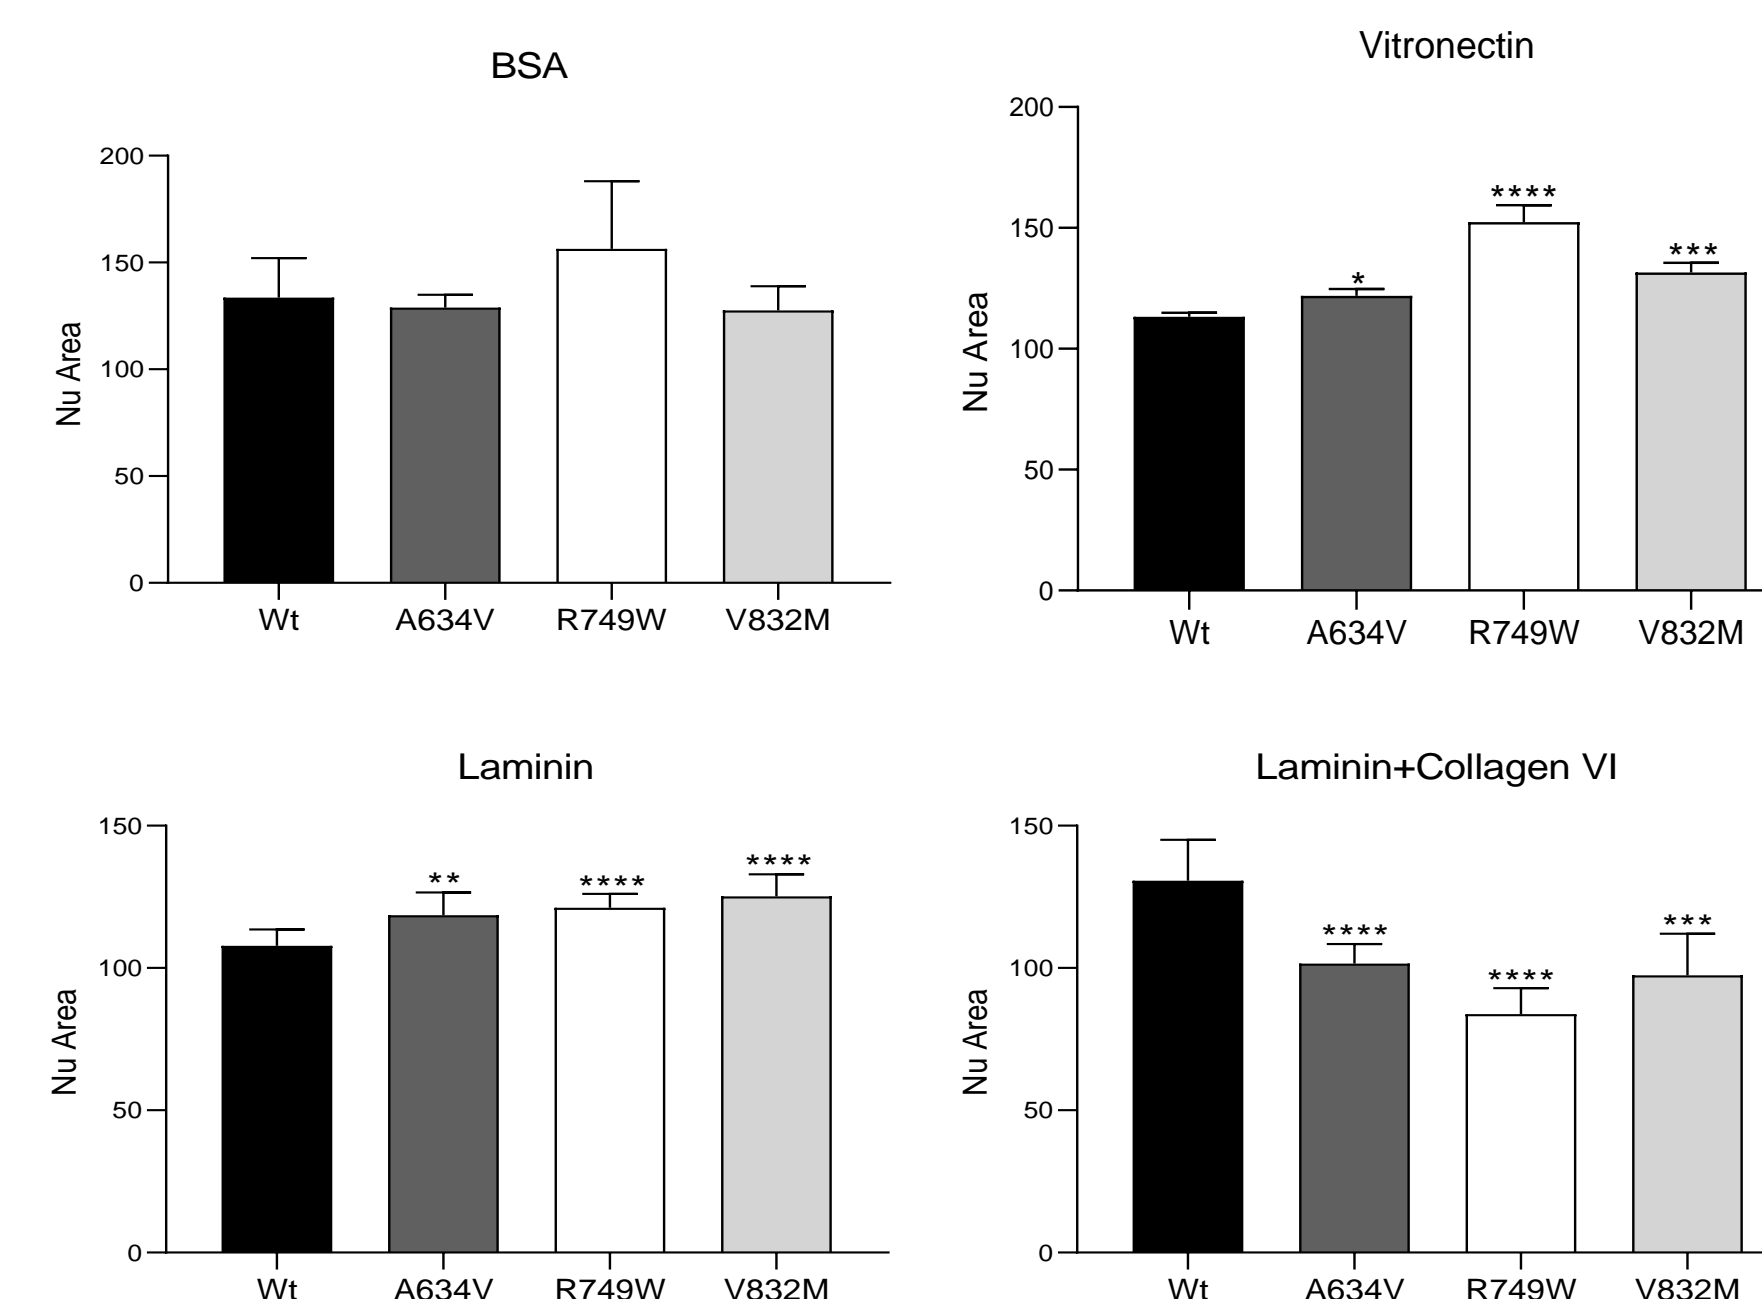 BSA
200
150
100
50
0
Nu Area
Wt A634V R749W V832M
Vitronectin
200
150
100
50
0
Nu Area
****
***
*
Wt A634V R749W V832M
Laminin
150
100
50
0
Nu Area
**
****
****
Wt A634V R749W V832M
Laminin+Collagen VI
150
100
50
0
Nu Area
****
****
***
Wt A634V R749W V832M